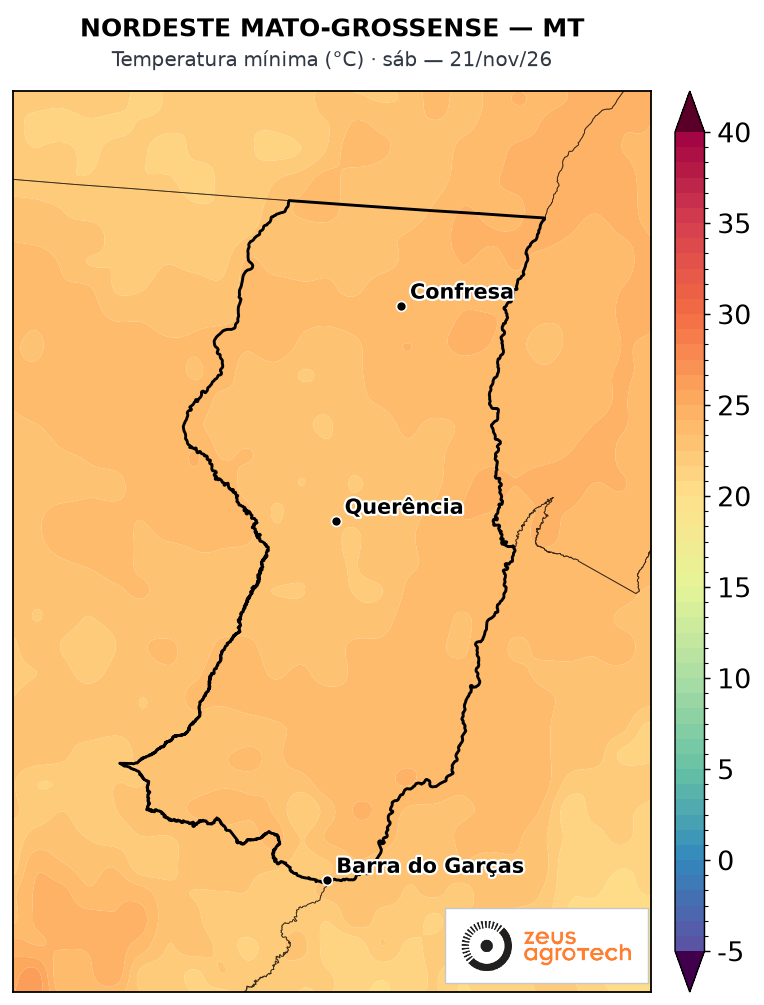 NORDESTE MATO-GROSSENSE — MT
Temperatura mínima (°C) · sáb — 21/nov/26
40
35
30
25
20
15
10
5
0
-5
Confresa
Querência
Barra do Garças
zeus
agrotech